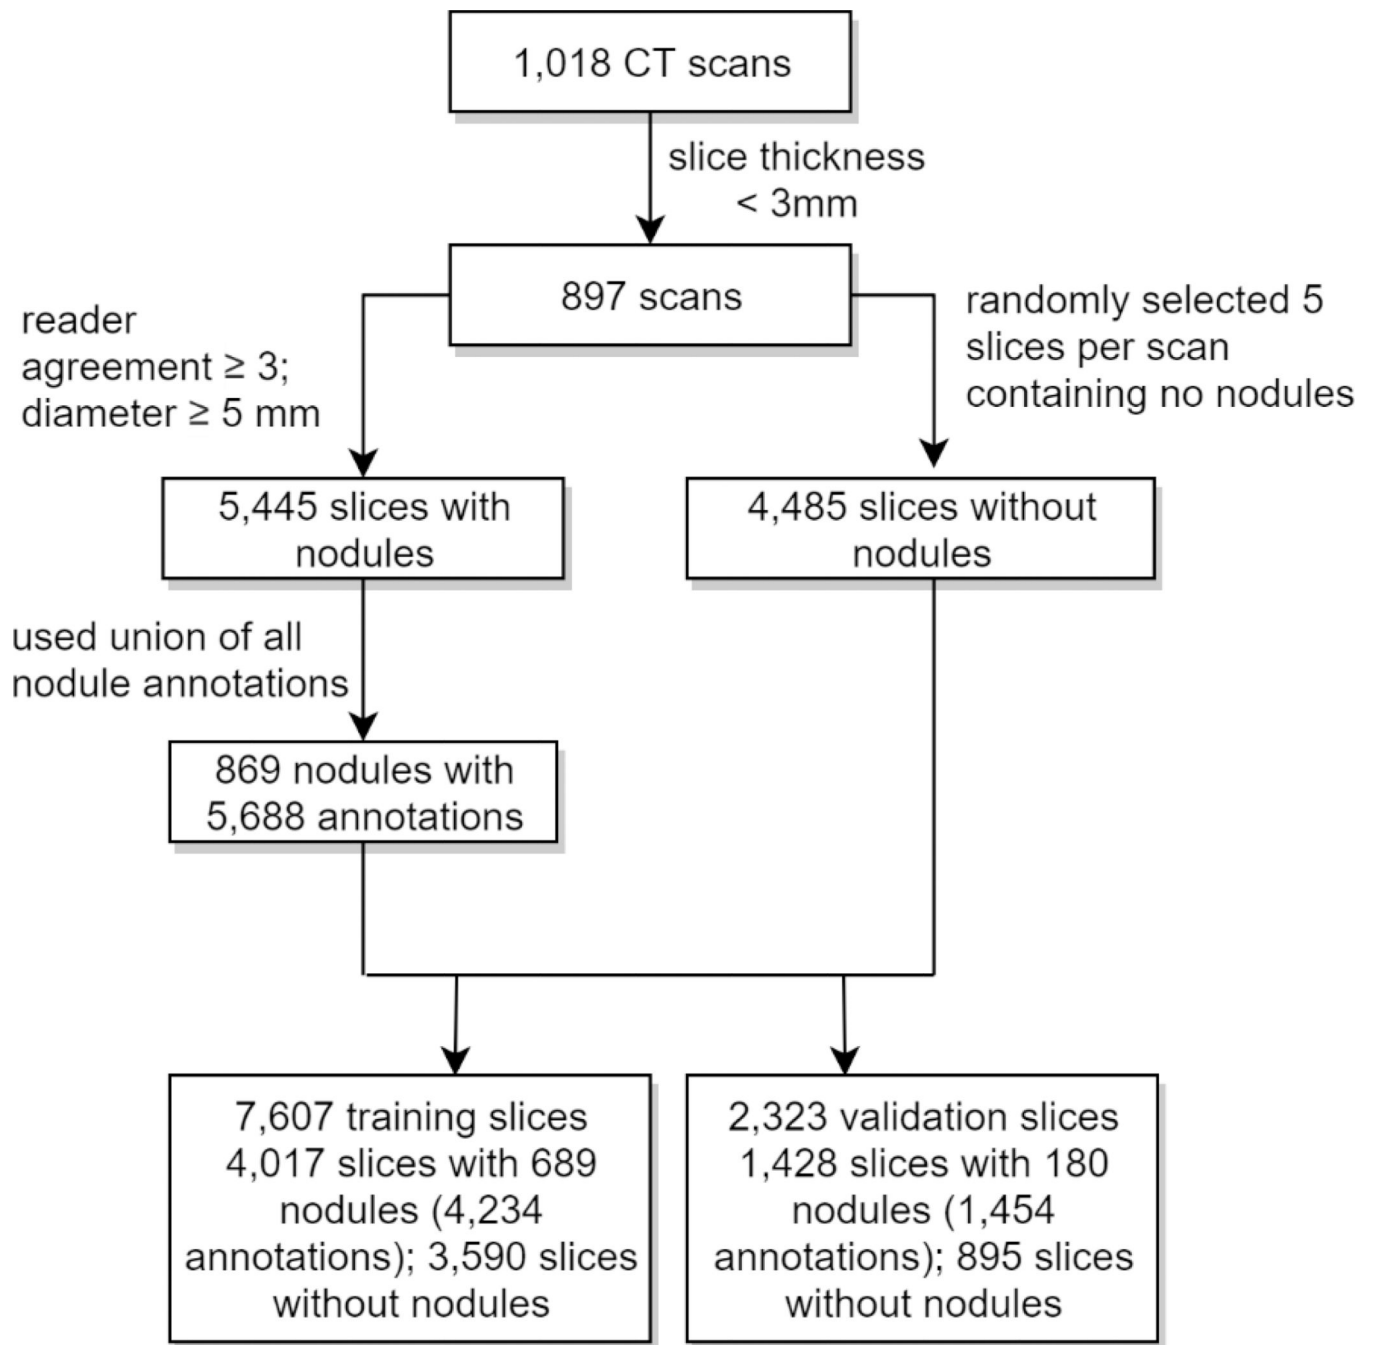 1,018 CT scans
slice thickness
< 3mm
897 scans
reader
agreement ≥ 3;
diameter ≥ 5 mm
randomly selected 5
slices per scan
containing no nodules
5,445 slices with
nodules
4,485 slices without
nodules
used union of all
nodule annotations
869 nodules with
5,688 annotations
7,607 training slices
4,017 slices with 689
nodules (4,234
annotations); 3,590 slices
without nodules
2,323 validation slices
1,428 slices with 180
nodules (1,454
annotations); 895 slices
without nodules